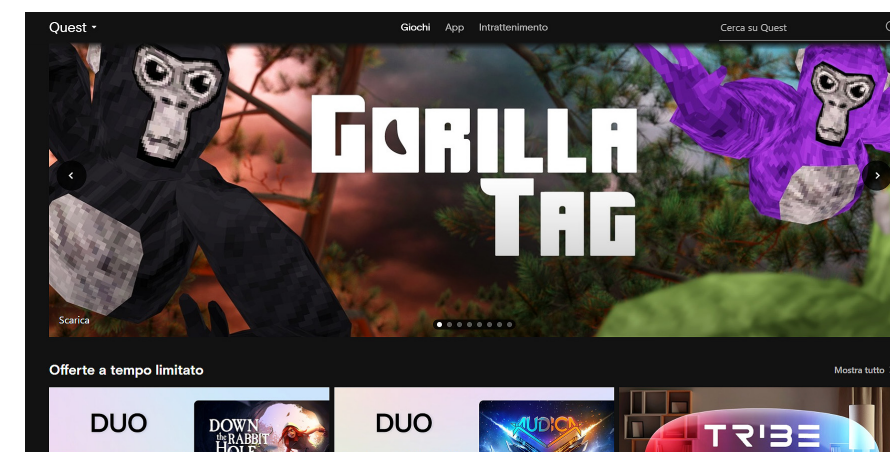 Quest
Giochi App Intrattenimento
Cerca su Quest
GORILLA
TAG
Scarica
Offerte a tempo limitato
Mostra tutto
DUO
DOWN
the RABBIT
HOLE
DUO
AUDICA
TRIBE